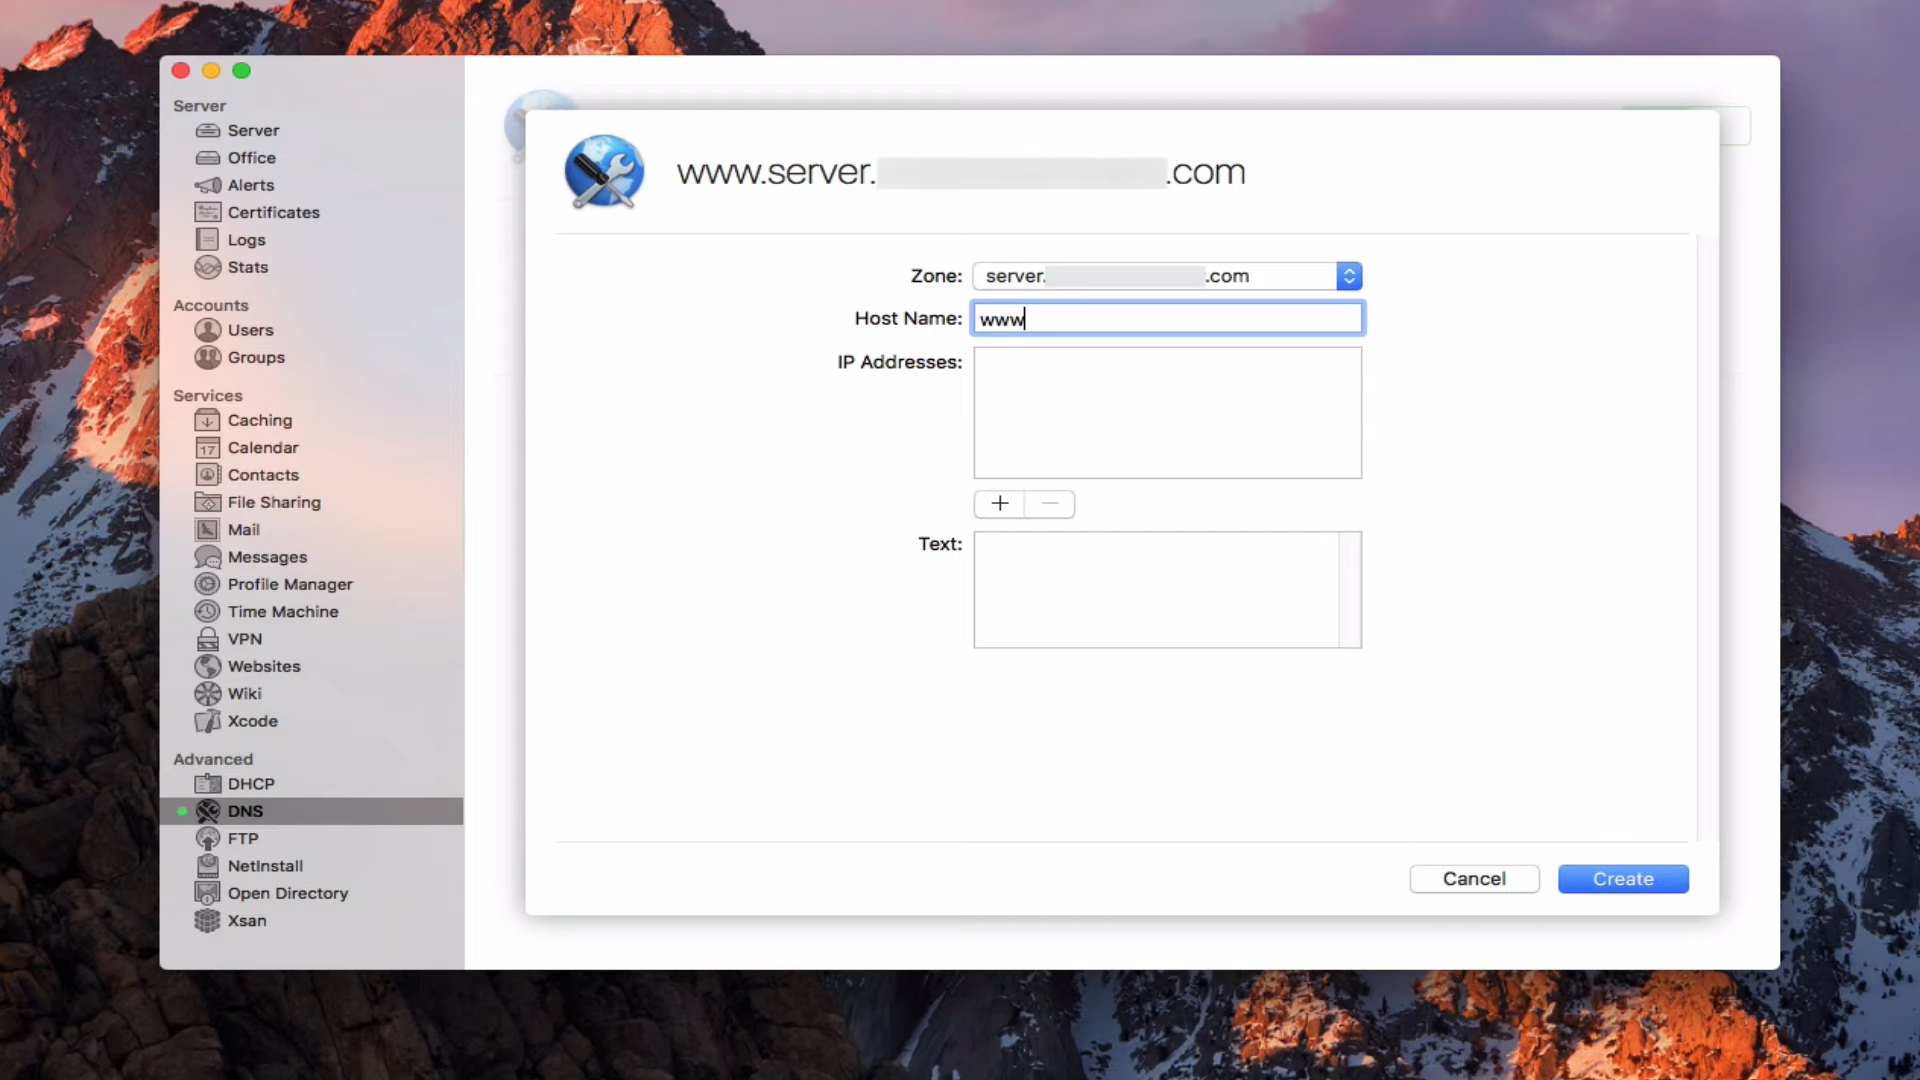 Server
Server
Office
Alerts
Certificates
Logs
Stats
Accounts
Users
Groups
Services
Caching
17
Calendar
Contacts
File Sharing
Mail
Messages
Profile Manager
Time Machine
VPN
Websites
Wiki
Xcode
Advanced
DHCP
DNS
FTP
NetInstall
Open Directory
Xsan
www.server. .com
Zone: server. .com
Host Name: www
IP Addresses:
+ −
Text:
Cancel Create